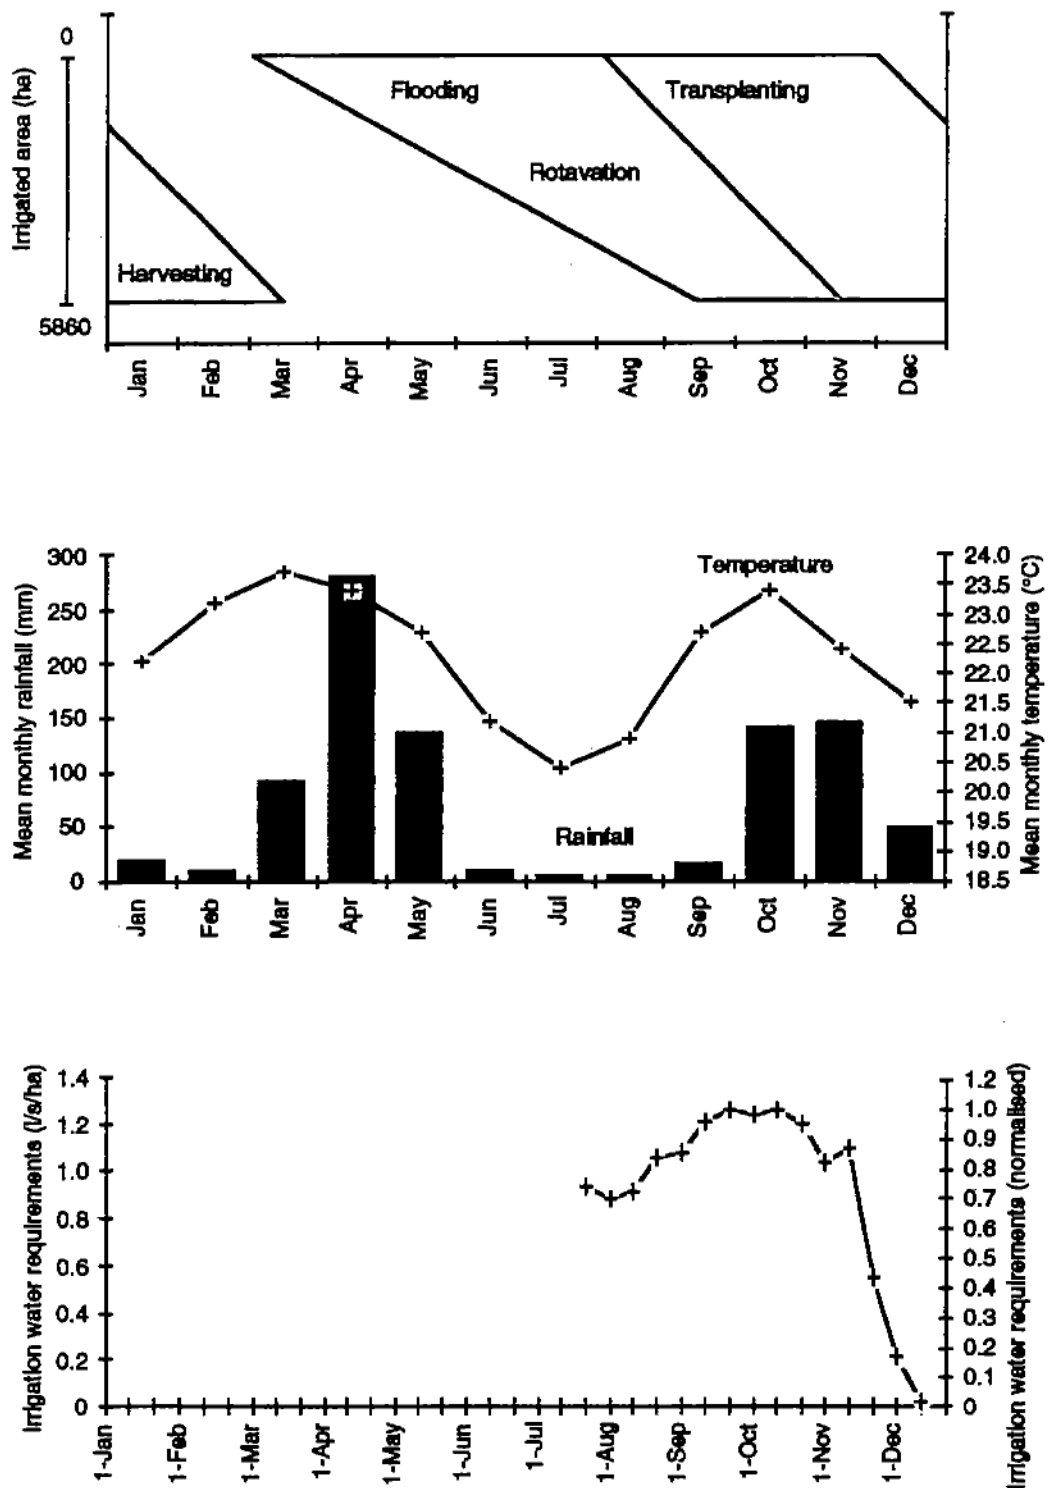 Irrigated area (ha)
0
5860
Flooding
Transplanting
Rotavation
Harvesting
Jan Feb Mar Apr May Jun Jul Aug Sep Oct Nov Dec
Mean monthly rainfall (mm)
300
250
200
150
100
50
0
Temperature
Rainfall
24.0
23.5
23.0
22.5
22.0
21.5
21.0
20.5
20.0
19.5
19.0
18.5
Mean monthly temperature (°C)
Jan Feb Mar Apr May Jun Jul Aug Sep Oct Nov Dec
Irrigation water requirements (l/s/ha)
1.4
1.2
1.0
0.8
0.6
0.4
0.2
0
1.2
1.0
0.9
0.8
0.7
0.6
0.5
0.4
0.3
0.2
0.1
0
Irrigation water requirements (normalised)
1-Jan 1-Feb 1-Mar 1-Apr 1-May 1-Jun 1-Jul 1-Aug 1-Sep 1-Oct 1-Nov 1-Dec